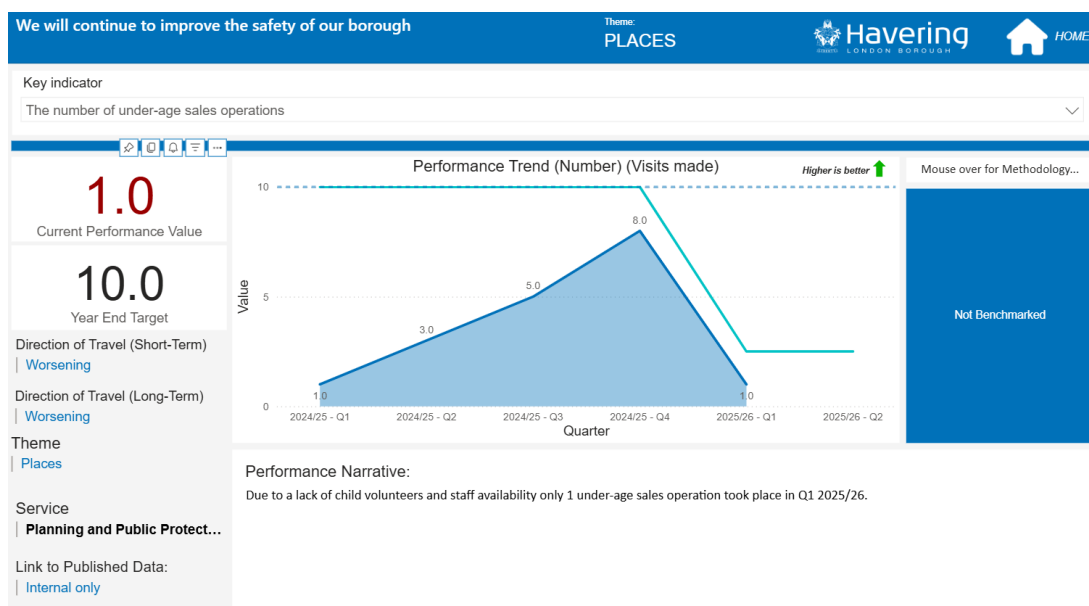 We will continue to improve the safety of our borough
Theme:
PLACES
Havering
LONDON BOROUGH
HOME
Key indicator
The number of under-age sales operations
1.0
Current Performance Value
10.0
Year End Target
Direction of Travel (Short-Term)
Worsening
Direction of Travel (Long-Term)
Worsening
Theme
Places
Service
Planning and Public Protect...
Link to Published Data:
Internal only
Performance Trend (Number) (Visits made)
Higher is better
Value
10
5
0
1.0
3.0
5.0
8.0
1.0
2024/25 - Q1
2024/25 - Q2
2024/25 - Q3
2024/25 - Q4
2025/26 - Q1
2025/26 - Q2
Quarter
Mouse over for Methodology...
Not Benchmarked
Performance Narrative:
Due to a lack of child volunteers and staff availability only 1 under-age sales operation took place in Q1 2025/26.